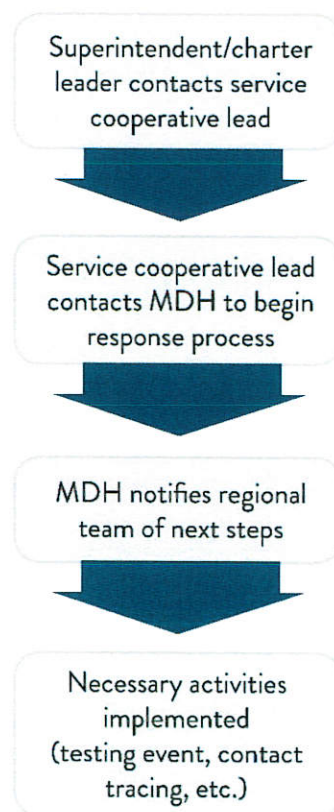 Superintendent/charter
leader contacts service
cooperative lead
Service cooperative lead
contacts MDH to begin
response process
MDH notifies regional
team of next steps
Necessary activities
implemented
(testing event, contact
tracing, etc.)